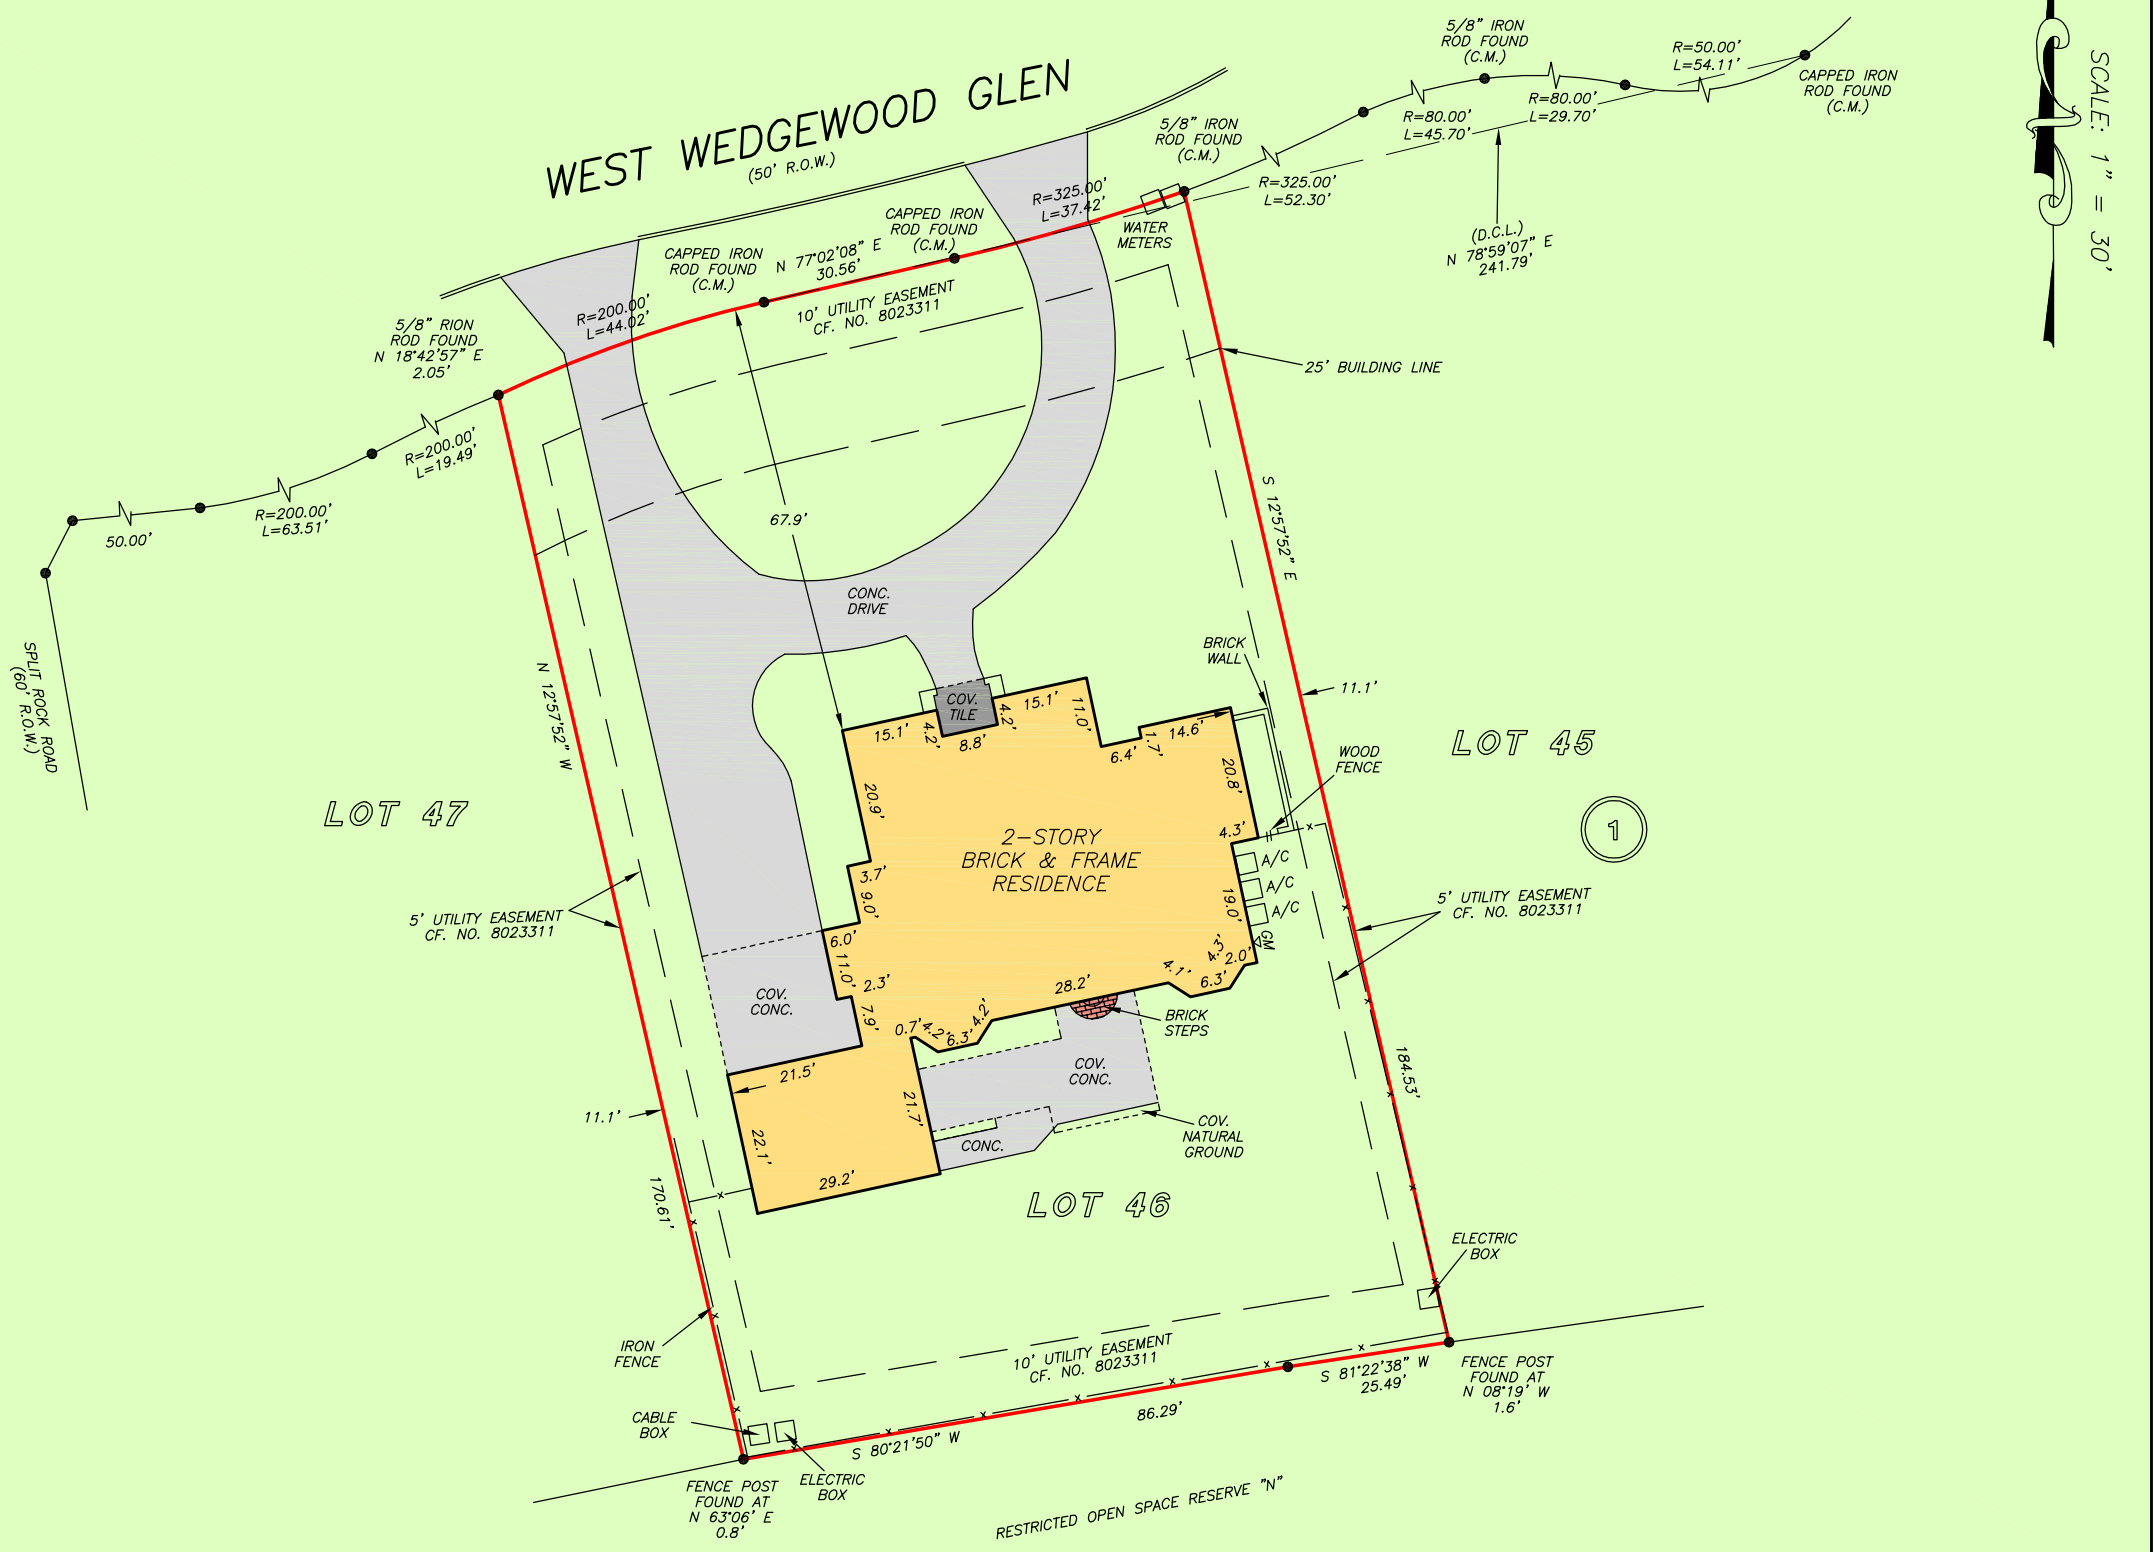 SCALE: 1" = 30'
WEST WEDGEWOOD GLEN
(50' R.O.W.)
5/8" IRON
ROD FOUND
(C.M.)
R=50.00'
L=54.11'
CAPPED IRON
ROD FOUND
(C.M.)
R=80.00'
L=29.70'
R=80.00'
L=45.70'
5/8" IRON
ROD FOUND
(C.M.)
R=325.00'
L=52.30'
(D.C.L.)
N 78°59'07" E
241.79'
R=325.00'
L=37.42'
WATER
METERS
CAPPED IRON
ROD FOUND
(C.M.)
N 77°02'08" E
30.56'
CAPPED IRON
ROD FOUND
(C.M.)
10' UTILITY EASEMENT
CF. NO. 8023311
R=200.00'
L=44.02'
5/8" RION
ROD FOUND
N 18°42'57" E
2.05'
R=200.00'
L=19.49'
R=200.00'
L=63.51'
50.00'
SPLIT ROCK ROAD
(60' R.O.W.)
25' BUILDING LINE
67.9'
S 12°57'52" E
CONC.
DRIVE
N 12°57'52" W
BRICK
WALL
11.1'
LOT 45
1
WOOD
FENCE
LOT 47
COV.
TILE
15.1'
4.2'
8.8'
4.2'
15.1'
11.0'
6.4'
1.7'
14.6'
20.8'
20.9'
2-STORY
BRICK & FRAME
RESIDENCE
4.3'
A/C
A/C
A/C
GM
19.0'
3.7'
9.0'
6.0'
11.0'
2.3'
7.9'
0.7'
4.2'
6.3'
4.2'
28.2'
4.1'
6.3'
4.3'
2.0'
5' UTILITY EASEMENT
CF. NO. 8023311
5' UTILITY EASEMENT
CF. NO. 8023311
COV.
CONC.
BRICK
STEPS
COV.
CONC.
21.5'
21.7'
22.1'
29.2'
11.1'
184.53'
COV.
NATURAL
GROUND
CONC.
170.61'
LOT 46
ELECTRIC
BOX
IRON
FENCE
10' UTILITY EASEMENT
CF. NO. 8023311
S 81°22'38" W
25.49'
FENCE POST
FOUND AT
N 08°19' W
1.6'
86.29'
CABLE
BOX
S 80°21'50" W
ELECTRIC
BOX
FENCE POST
FOUND AT
N 63°06' E
0.8'
RESTRICTED OPEN SPACE RESERVE "N"